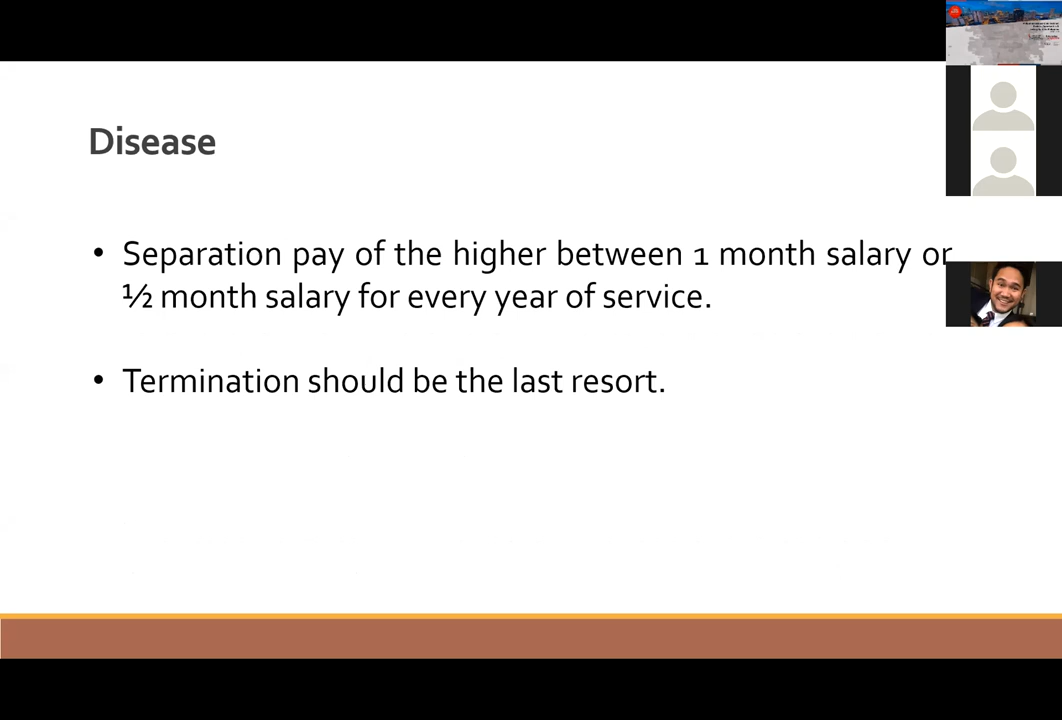 Disease
• Separation pay of the higher between 1 month salary or
½ month salary for every year of service.
• Termination should be the last resort.